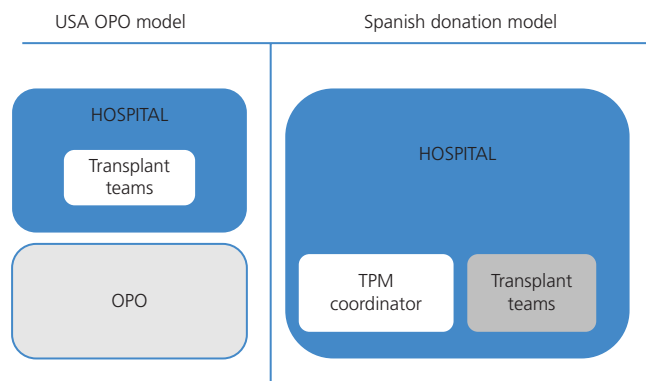 USA OPO model
Spanish donation model
HOSPITAL
Transplant
teams
OPO
HOSPITAL
TPM
coordinator
Transplant
teams